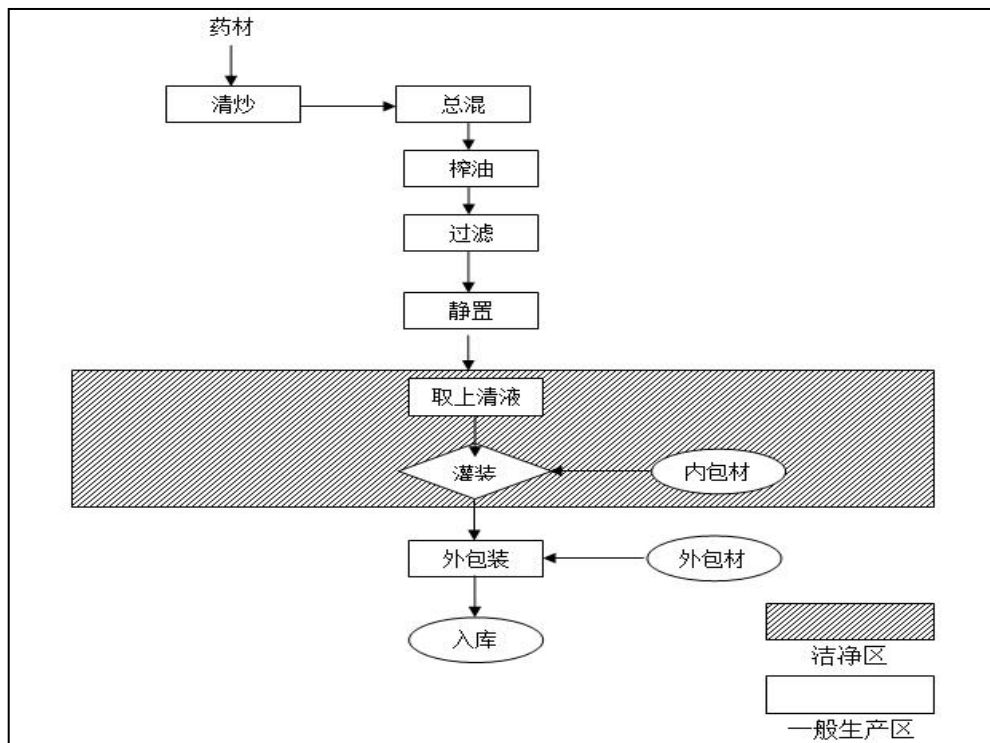 药材
清炒
总混
榨油
过滤
静置
取上清液
灌装
内包材
外包装
外包材
入库
洁净区
一般生产区